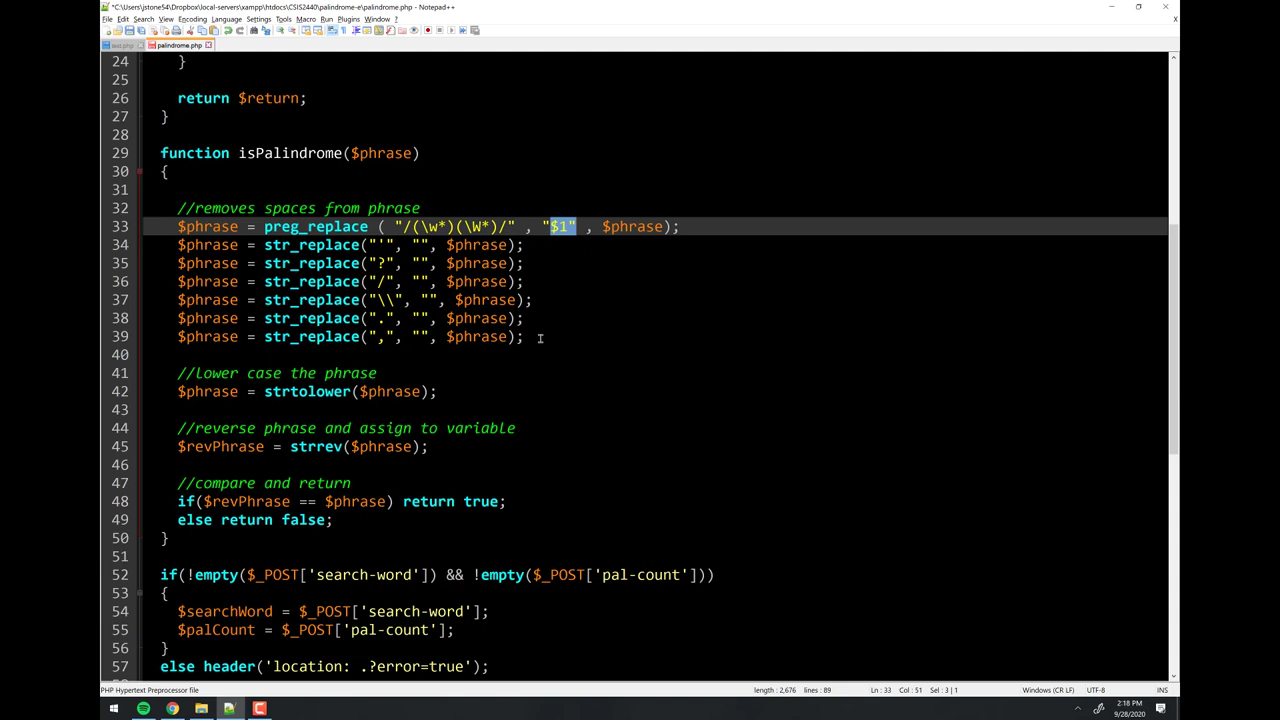 *C:\Users\jstone54\Dropbox\local-servers\xampp\htdocs\CSIS2440\palindrome-e\palindrome.php - Notepad++
File Edit Search View Encoding Language Settings Tools Macro Run Plugins Window ?
palindrome.php
24 }
25
26 return $return;
27 }
28
29 function isPalindrome($phrase)
30 {
31
32 //removes spaces from phrase
33 $phrase = preg_replace ( "/(\w*)(\W*)/" , "$1" , $phrase);
34 $phrase = str_replace("'", "", $phrase);
35 $phrase = str_replace("?", "", $phrase);
36 $phrase = str_replace("/", "", $phrase);
37 $phrase = str_replace("\\", "", $phrase);
38 $phrase = str_replace(".", "", $phrase);
39 $phrase = str_replace(",", "", $phrase);
40
41 //lower case the phrase
42 $phrase = strtolower($phrase);
43
44 //reverse phrase and assign to variable
45 $revPhrase = strrev($phrase);
46
47 //compare and return
48 if($revPhrase == $phrase) return true;
49 else return false;
50 }
51
52 if(!empty($_POST['search-word']) && !empty($_POST['pal-count']))
53 {
54 $searchWord = $_POST['search-word'];
55 $palCount = $_POST['pal-count'];
56 }
57 else header('location: .?error=true');
PHP Hypertext Preprocessor file length : 2,676 lines : 89 Ln : 33 Col : 51 Sel : 3 | 1 Windows (CR LF) UTF-8 INS
2:18 PM
9/28/2020